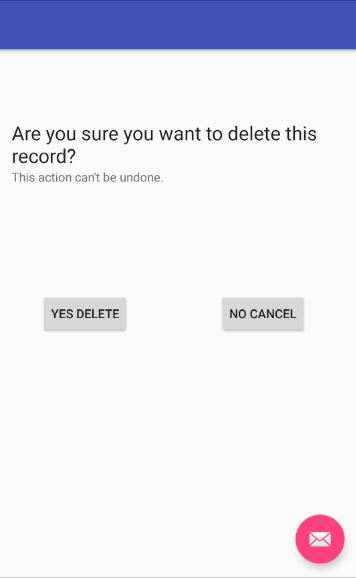 Are you sure you want to delete this
record?
This action can't be undone.
YES DELETE
NO CANCEL